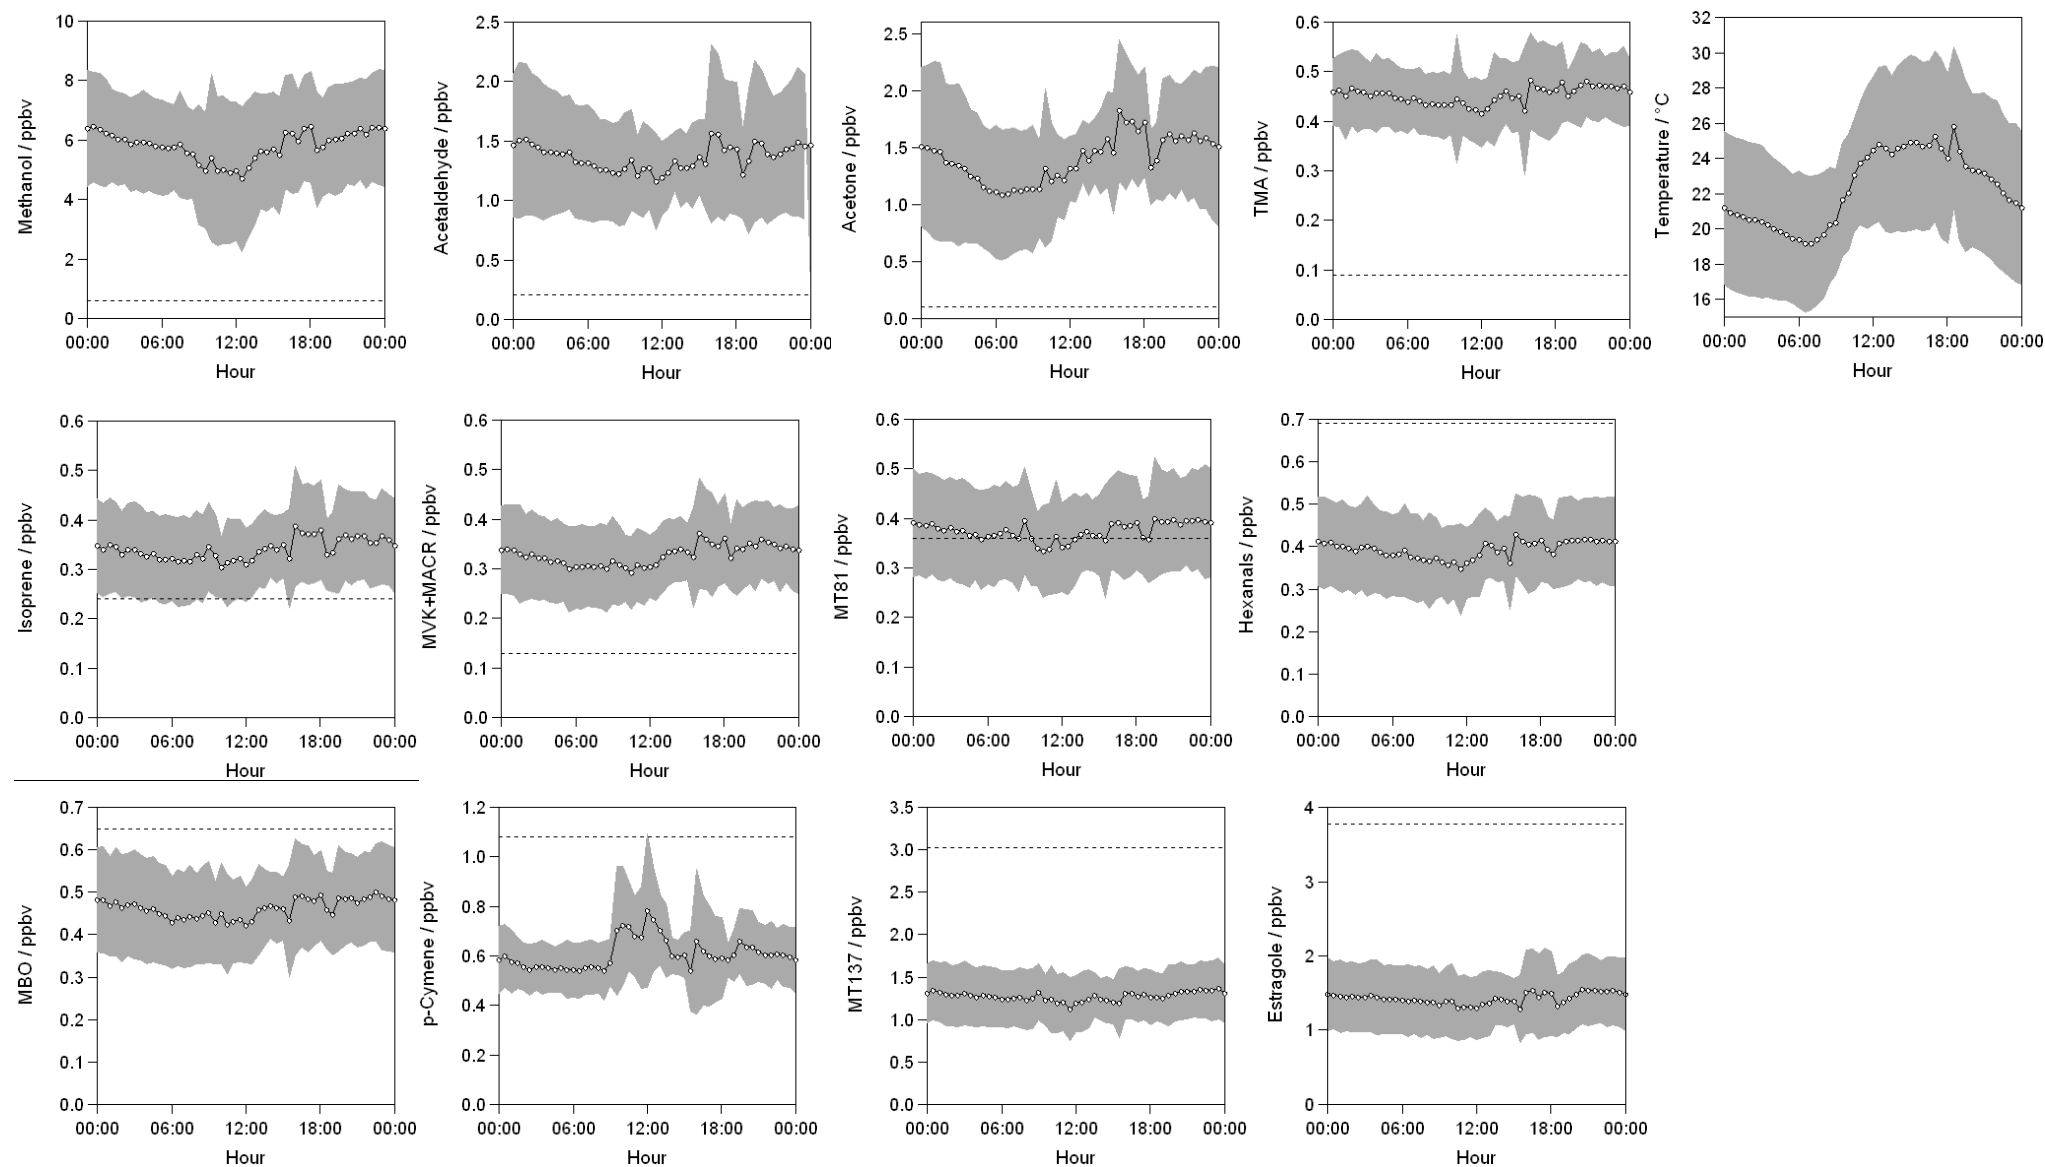 Methanol / ppbv
10
8
6
4
2
0
00:00 06:00 12:00 18:00 00:00
Hour
Acetaldehyde / ppbv
2.5
2.0
1.5
1.0
0.5
0.0
00:00 06:00 12:00 18:00 00:00
Hour
Acetone / ppbv
2.5
2.0
1.5
1.0
0.5
0.0
00:00 06:00 12:00 18:00 00:00
Hour
TMA / ppbv
0.6
0.5
0.4
0.3
0.2
0.1
0.0
00:00 06:00 12:00 18:00 00:00
Hour
Temperature / °C
32
30
28
26
24
22
20
18
16
00:00 06:00 12:00 18:00 00:00
Hour
Isoprene / ppbv
0.6
0.5
0.4
0.3
0.2
0.1
0.0
00:00 06:00 12:00 18:00 00:00
Hour
MVK+MACR / ppbv
0.6
0.5
0.4
0.3
0.2
0.1
0.0
00:00 06:00 12:00 18:00 00:00
Hour
MT81 / ppbv
0.6
0.5
0.4
0.3
0.2
0.1
0.0
00:00 06:00 12:00 18:00 00:00
Hour
Hexanals / ppbv
0.7
0.6
0.5
0.4
0.3
0.2
0.1
0.0
00:00 06:00 12:00 18:00 00:00
Hour
MBO / ppbv
0.7
0.6
0.5
0.4
0.3
0.2
0.1
0.0
00:00 06:00 12:00 18:00 00:00
Hour
p-Cymene / ppbv
1.2
1.0
0.8
0.6
0.4
0.2
0.0
00:00 06:00 12:00 18:00 00:00
Hour
MT137 / ppbv
3.5
3.0
2.5
2.0
1.5
1.0
0.5
0.0
00:00 06:00 12:00 18:00 00:00
Hour
Estragole / ppbv
4
3
2
1
0
00:00 06:00 12:00 18:00 00:00
Hour